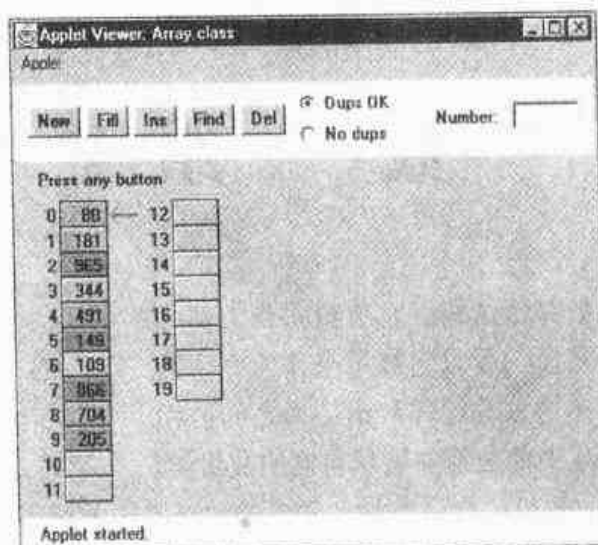 Applet Viewer: Array.class
Applet
New Fill Ins Find Del Dups OK No dups Number:
Press any button
0 88 12
1 181 13
2 965 14
3 344 15
4 491 16
5 149 17
6 109 18
7 866 19
8 704
9 205
10
11
Applet started.